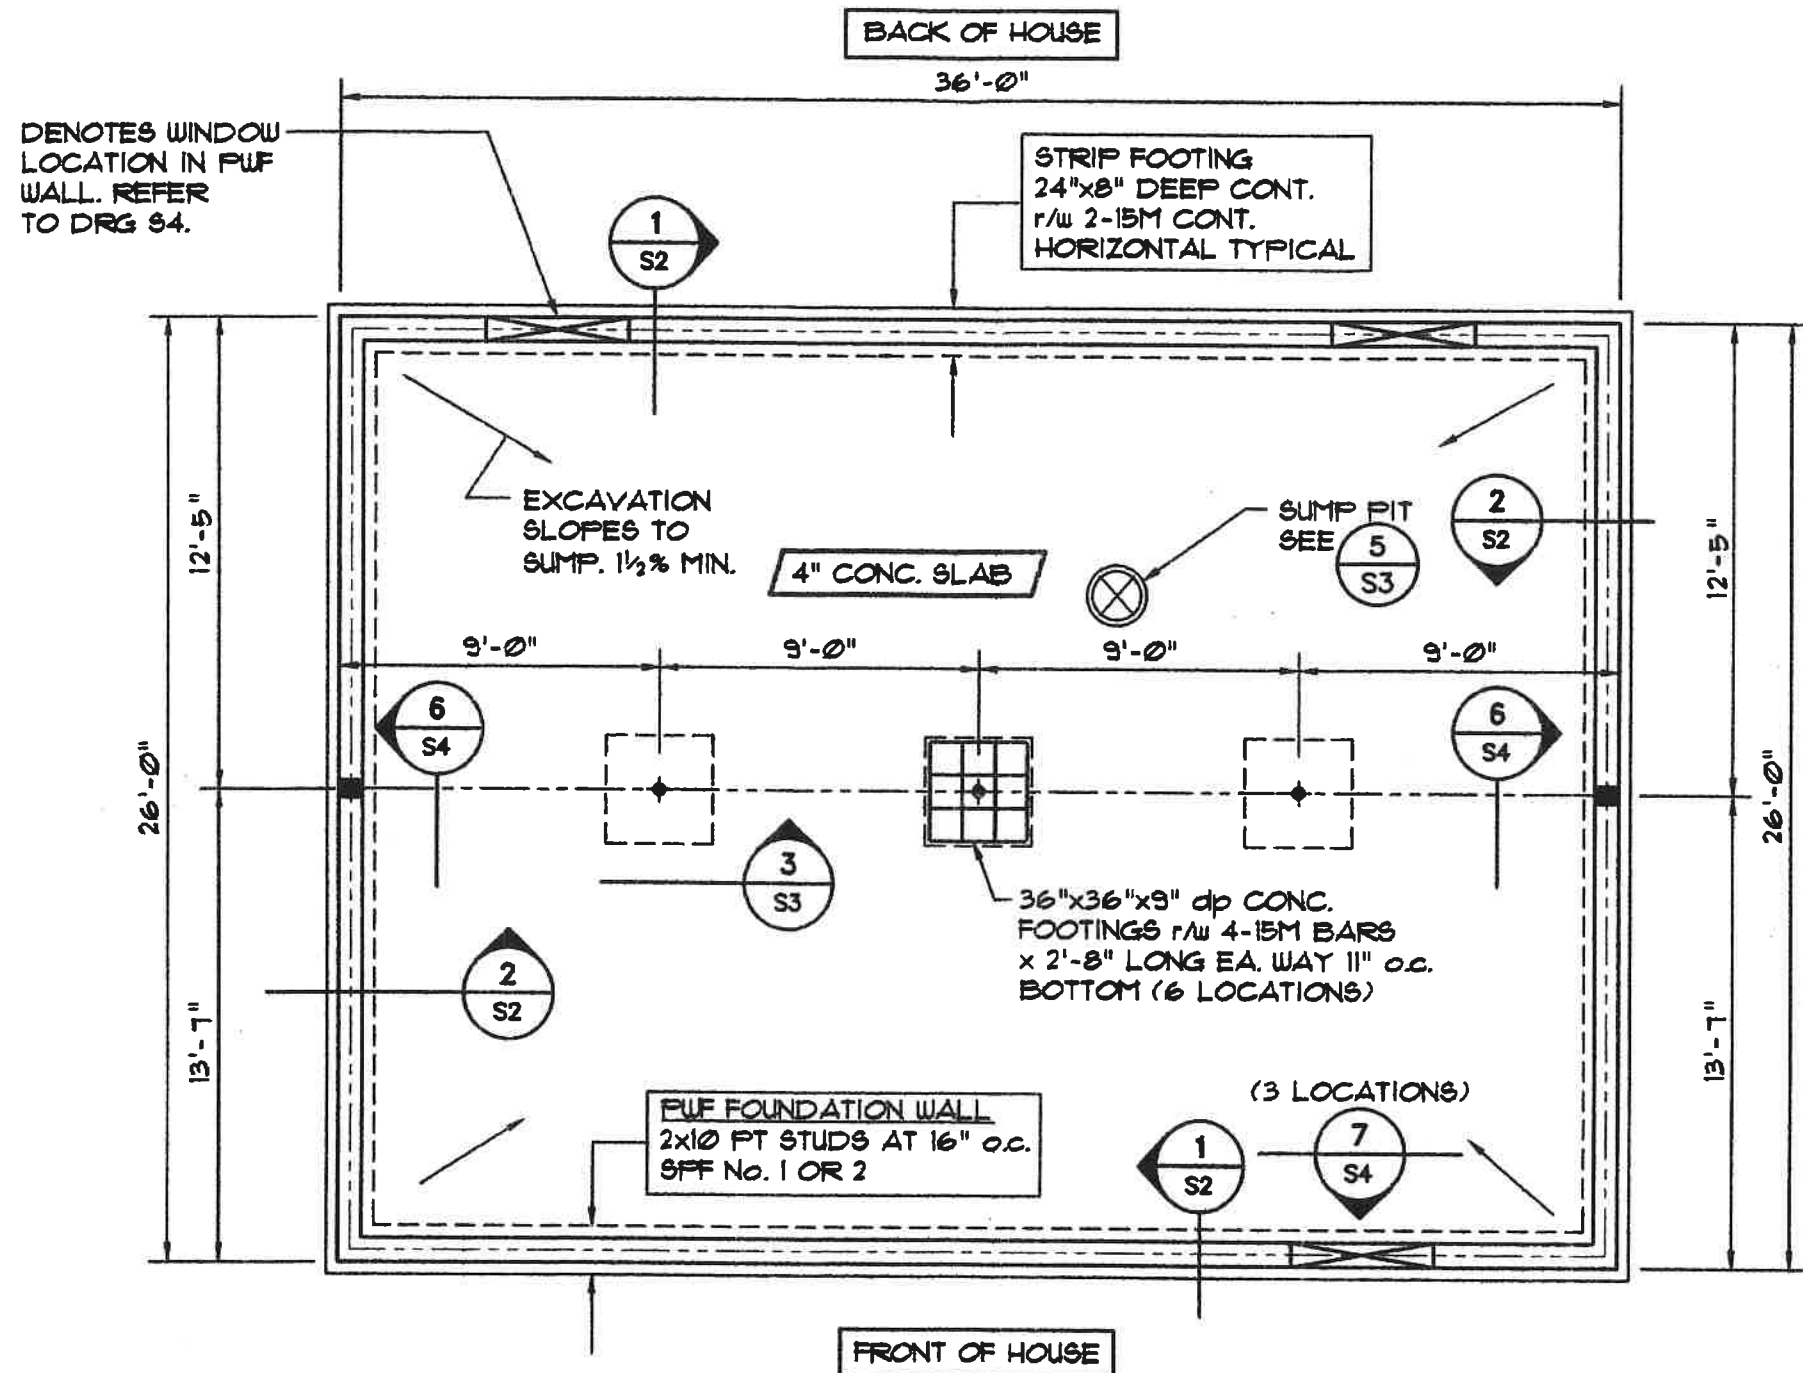 BACK OF HOUSE
36'-0"
DENOTES WINDOW
LOCATION IN PWF
WALL. REFER
TO DRG S4.
STRIP FOOTING
24"x8" DEEP CONT.
r/w 2-15M CONT.
HORIZONTAL TYPICAL
1
S2
EXCAVATION
SLOPES TO
SUMP. 1½% MIN.
4" CONC. SLAB
SUMP PIT
SEE
5
S3
2
S2
12'-5"
12'-5"
9'-0"
9'-0"
9'-0"
9'-0"
6
S4
6
S4
26'-0"
26'-0"
3
S3
36"x36"x9" dp CONC.
FOOTINGS r/w 4-15M BARS
x 2'-8" LONG EA. WAY 11" o.c.
BOTTOM (6 LOCATIONS)
2
S2
13'-7"
13'-7"
PWF FOUNDATION WALL
2x10 PT STUDS AT 16" o.c.
SPF No. 1 OR 2
(3 LOCATIONS)
1
S2
7
S4
FRONT OF HOUSE